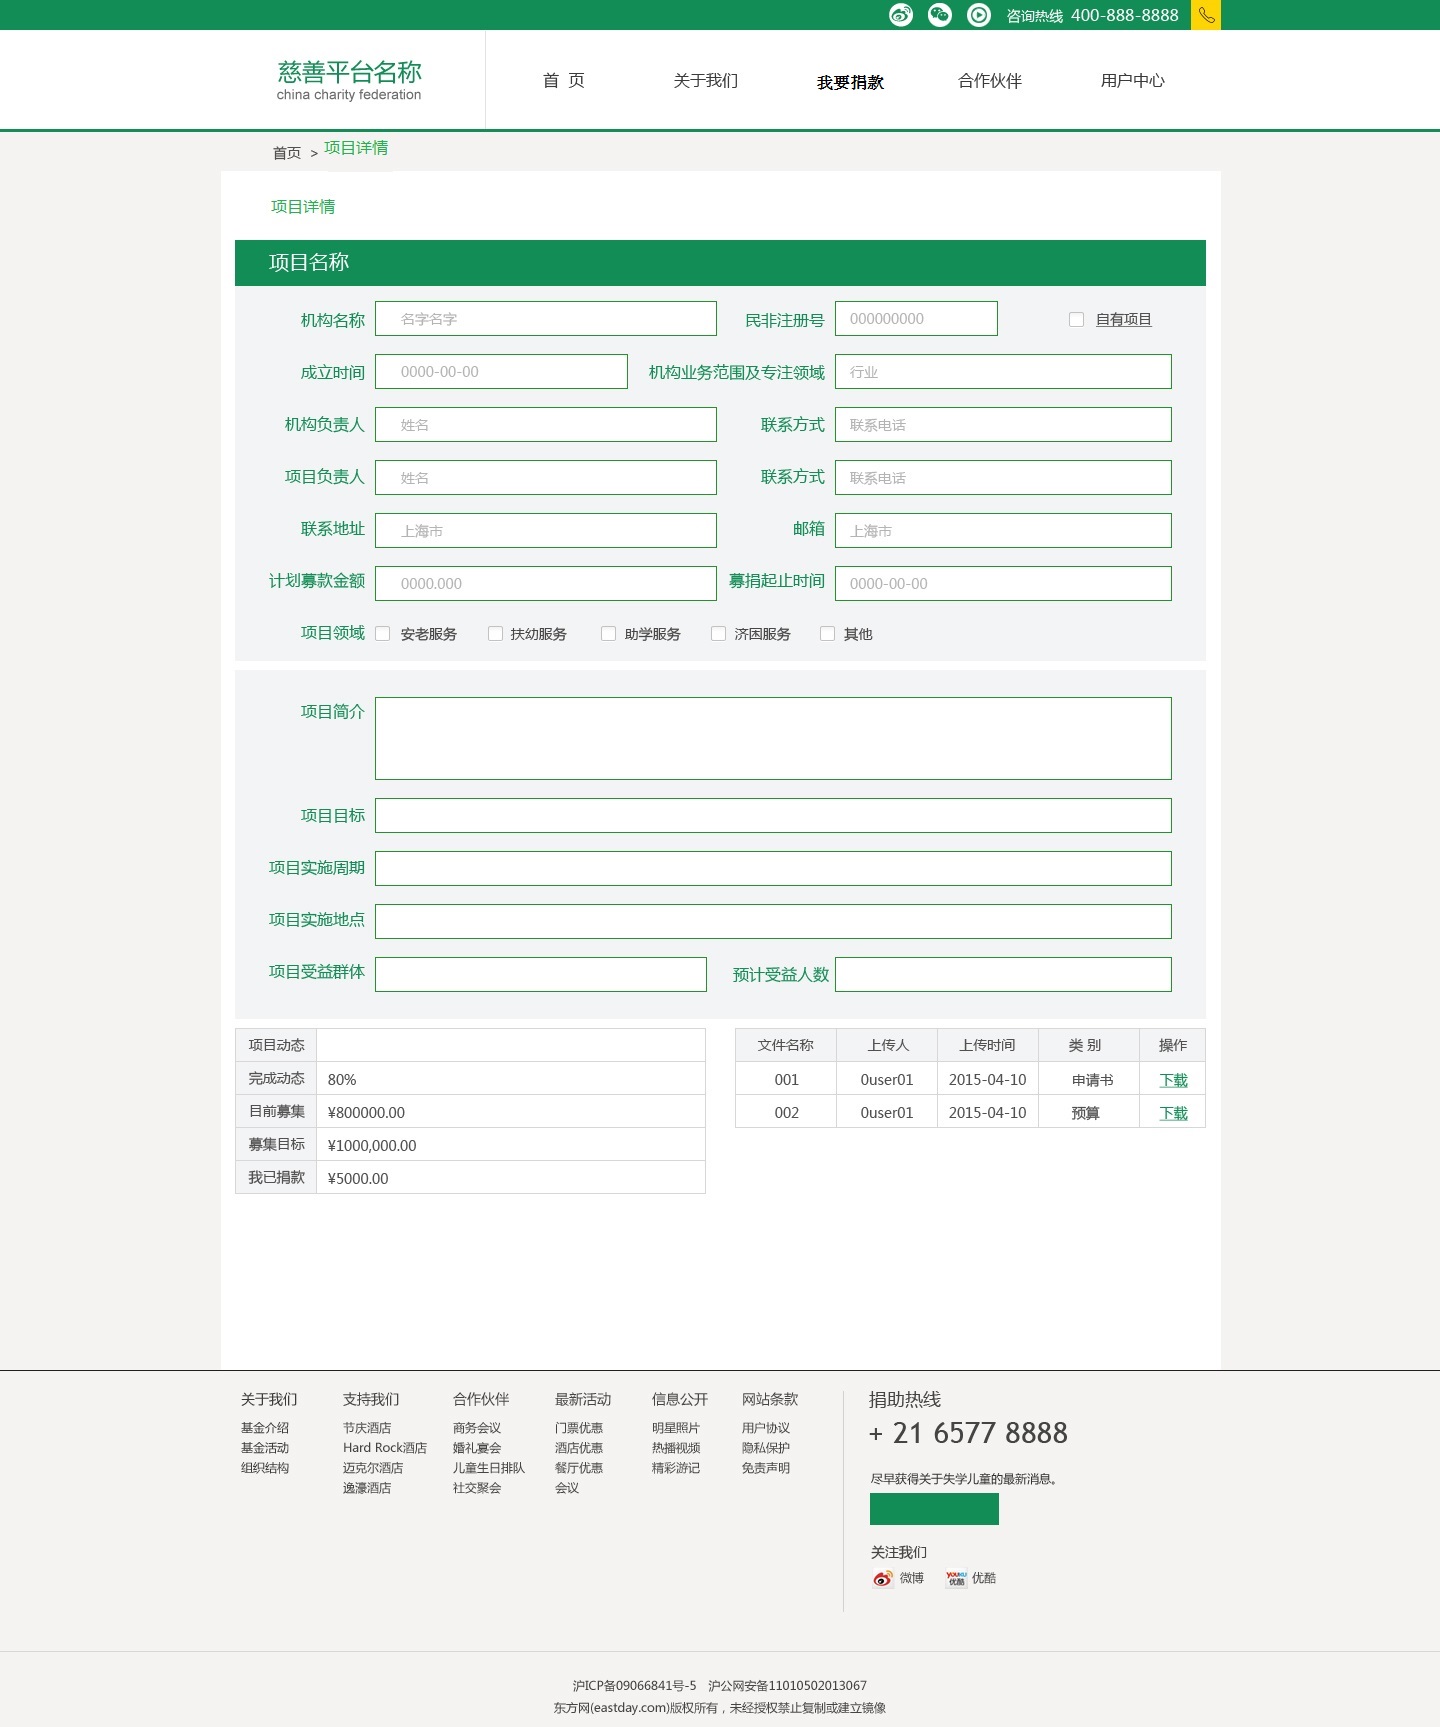 咨询热线 400-888-8888
慈善平台名称
china charity federation
首 页 关于我们 我要捐款 合作伙伴 用户中心
首页 > 项目详情
项目详情
项目名称
机构名称 名字名字 民非注册号 000000000 自有项目
成立时间 0000-00-00 机构业务范围及专注领域 行业
机构负责人 姓名 联系方式 联系电话
项目负责人 姓名 联系方式 联系电话
联系地址 上海市 邮箱 上海市
计划募款金额 0000.000 募捐起止时间 0000-00-00
项目领域 安老服务 扶幼服务 助学服务 济困服务 其他
项目简介
项目目标
项目实施周期
项目实施地点
项目受益群体 预计受益人数
项目动态
完成动态 80%
目前募集 ¥800000.00
募集目标 ¥1000,000.00
我已捐款 ¥5000.00
文件名称 上传人 上传时间 类 别 操作
001 0user01 2015-04-10 申请书 下载
002 0user01 2015-04-10 预算 下载
关于我们
基金介绍
基金活动
组织结构
支持我们
节庆酒店
Hard Rock酒店
迈克尔酒店
逸濠酒店
合作伙伴
商务会议
婚礼宴会
儿童生日排队
社交聚会
最新活动
门票优惠
酒店优惠
餐厅优惠
会议
信息公开
明星照片
热播视频
精彩游记
网站条款
用户协议
隐私保护
免责声明
捐助热线
+ 21 6577 8888
尽早获得关于失学儿童的最新消息。
关注我们
微博 YOUKU 优酷 优酷
沪ICP备09066841号-5 沪公网安备11010502013067
东方网(eastday.com)版权所有，未经授权禁止复制或建立镜像